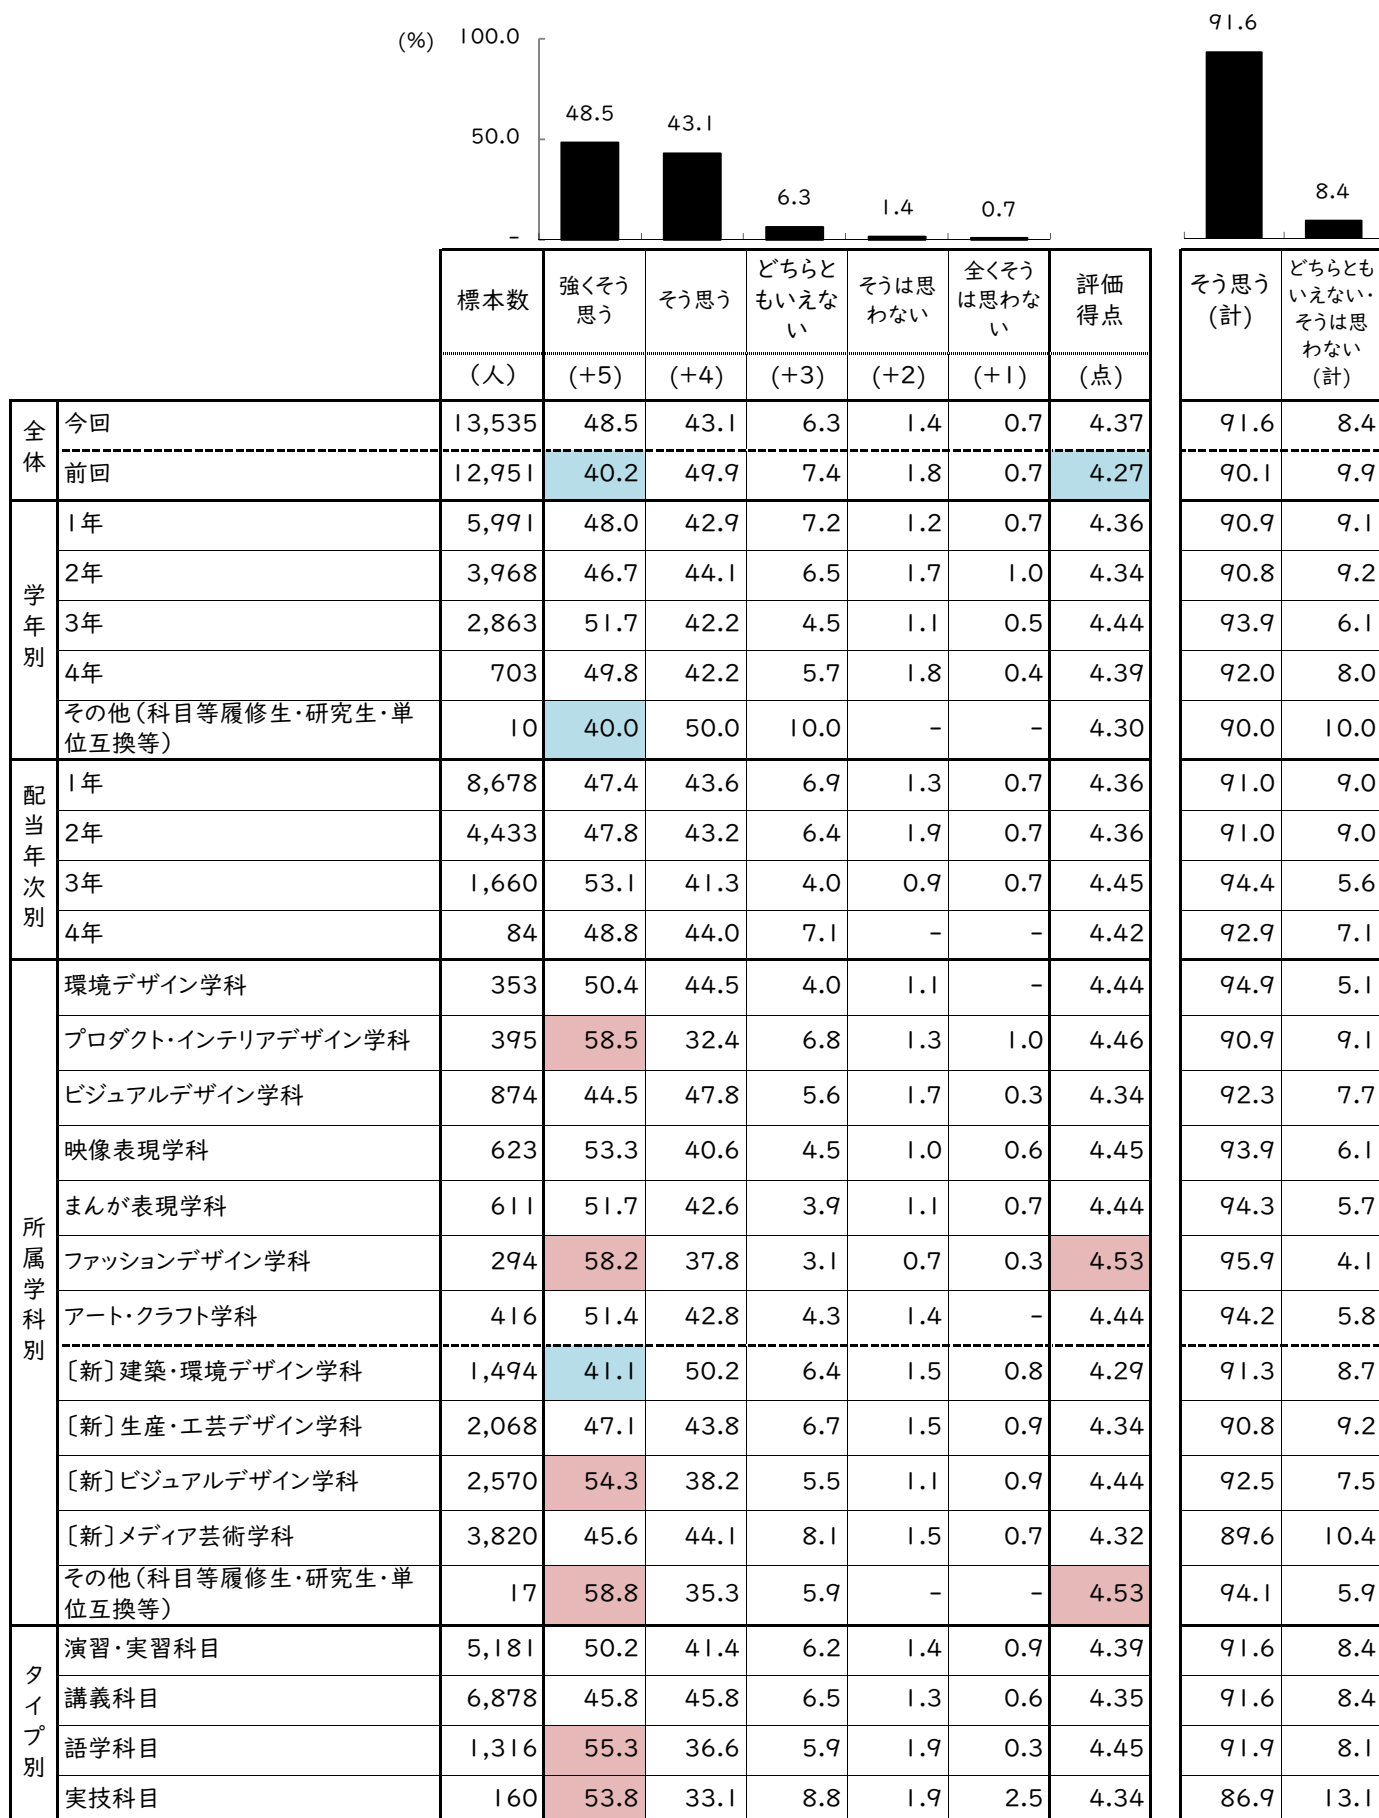 (%)
100.0
50.0
-
48.5
43.1
6.3
1.4
0.7
91.6
8.4
標本数
(人)
強くそう
思う
(+5)
そう思う
(+4)
どちらと
もいえな
い
(+3)
そうは思
わない
(+2)
全くそう
は思わな
い
(+1)
評価
得点
(点)
そう思う
(計)
どちらとも
いえない・
そうは思
わない
(計)
全体
今回 13,535 48.5 43.1 6.3 1.4 0.7 4.37 91.6 8.4
前回 12,951 40.2 49.9 7.4 1.8 0.7 4.27 90.1 9.9
学年別
1年 5,991 48.0 42.9 7.2 1.2 0.7 4.36 90.9 9.1
2年 3,968 46.7 44.1 6.5 1.7 1.0 4.34 90.8 9.2
3年 2,863 51.7 42.2 4.5 1.1 0.5 4.44 93.9 6.1
4年 703 49.8 42.2 5.7 1.8 0.4 4.39 92.0 8.0
その他(科目等履修生・研究生・単
位互換等) 10 40.0 50.0 10.0 - - 4.30 90.0 10.0
配当年次別
1年 8,678 47.4 43.6 6.9 1.3 0.7 4.36 91.0 9.0
2年 4,433 47.8 43.2 6.4 1.9 0.7 4.36 91.0 9.0
3年 1,660 53.1 41.3 4.0 0.9 0.7 4.45 94.4 5.6
4年 84 48.8 44.0 7.1 - - 4.42 92.9 7.1
所属学科別
環境デザイン学科 353 50.4 44.5 4.0 1.1 - 4.44 94.9 5.1
プロダクト・インテリアデザイン学科 395 58.5 32.4 6.8 1.3 1.0 4.46 90.9 9.1
ビジュアルデザイン学科 874 44.5 47.8 5.6 1.7 0.3 4.34 92.3 7.7
映像表現学科 623 53.3 40.6 4.5 1.0 0.6 4.45 93.9 6.1
まんが表現学科 611 51.7 42.6 3.9 1.1 0.7 4.44 94.3 5.7
ファッションデザイン学科 294 58.2 37.8 3.1 0.7 0.3 4.53 95.9 4.1
アート・クラフト学科 416 51.4 42.8 4.3 1.4 - 4.44 94.2 5.8
〔新〕建築・環境デザイン学科 1,494 41.1 50.2 6.4 1.5 0.8 4.29 91.3 8.7
〔新〕生産・工芸デザイン学科 2,068 47.1 43.8 6.7 1.5 0.9 4.34 90.8 9.2
〔新〕ビジュアルデザイン学科 2,570 54.3 38.2 5.5 1.1 0.9 4.44 92.5 7.5
〔新〕メディア芸術学科 3,820 45.6 44.1 8.1 1.5 0.7 4.32 89.6 10.4
その他(科目等履修生・研究生・単
位互換等) 17 58.8 35.3 5.9 - - 4.53 94.1 5.9
タイプ別
演習・実習科目 5,181 50.2 41.4 6.2 1.4 0.9 4.39 91.6 8.4
講義科目 6,878 45.8 45.8 6.5 1.3 0.6 4.35 91.6 8.4
語学科目 1,316 55.3 36.6 5.9 1.9 0.3 4.45 91.9 8.1
実技科目 160 53.8 33.1 8.8 1.9 2.5 4.34 86.9 13.1